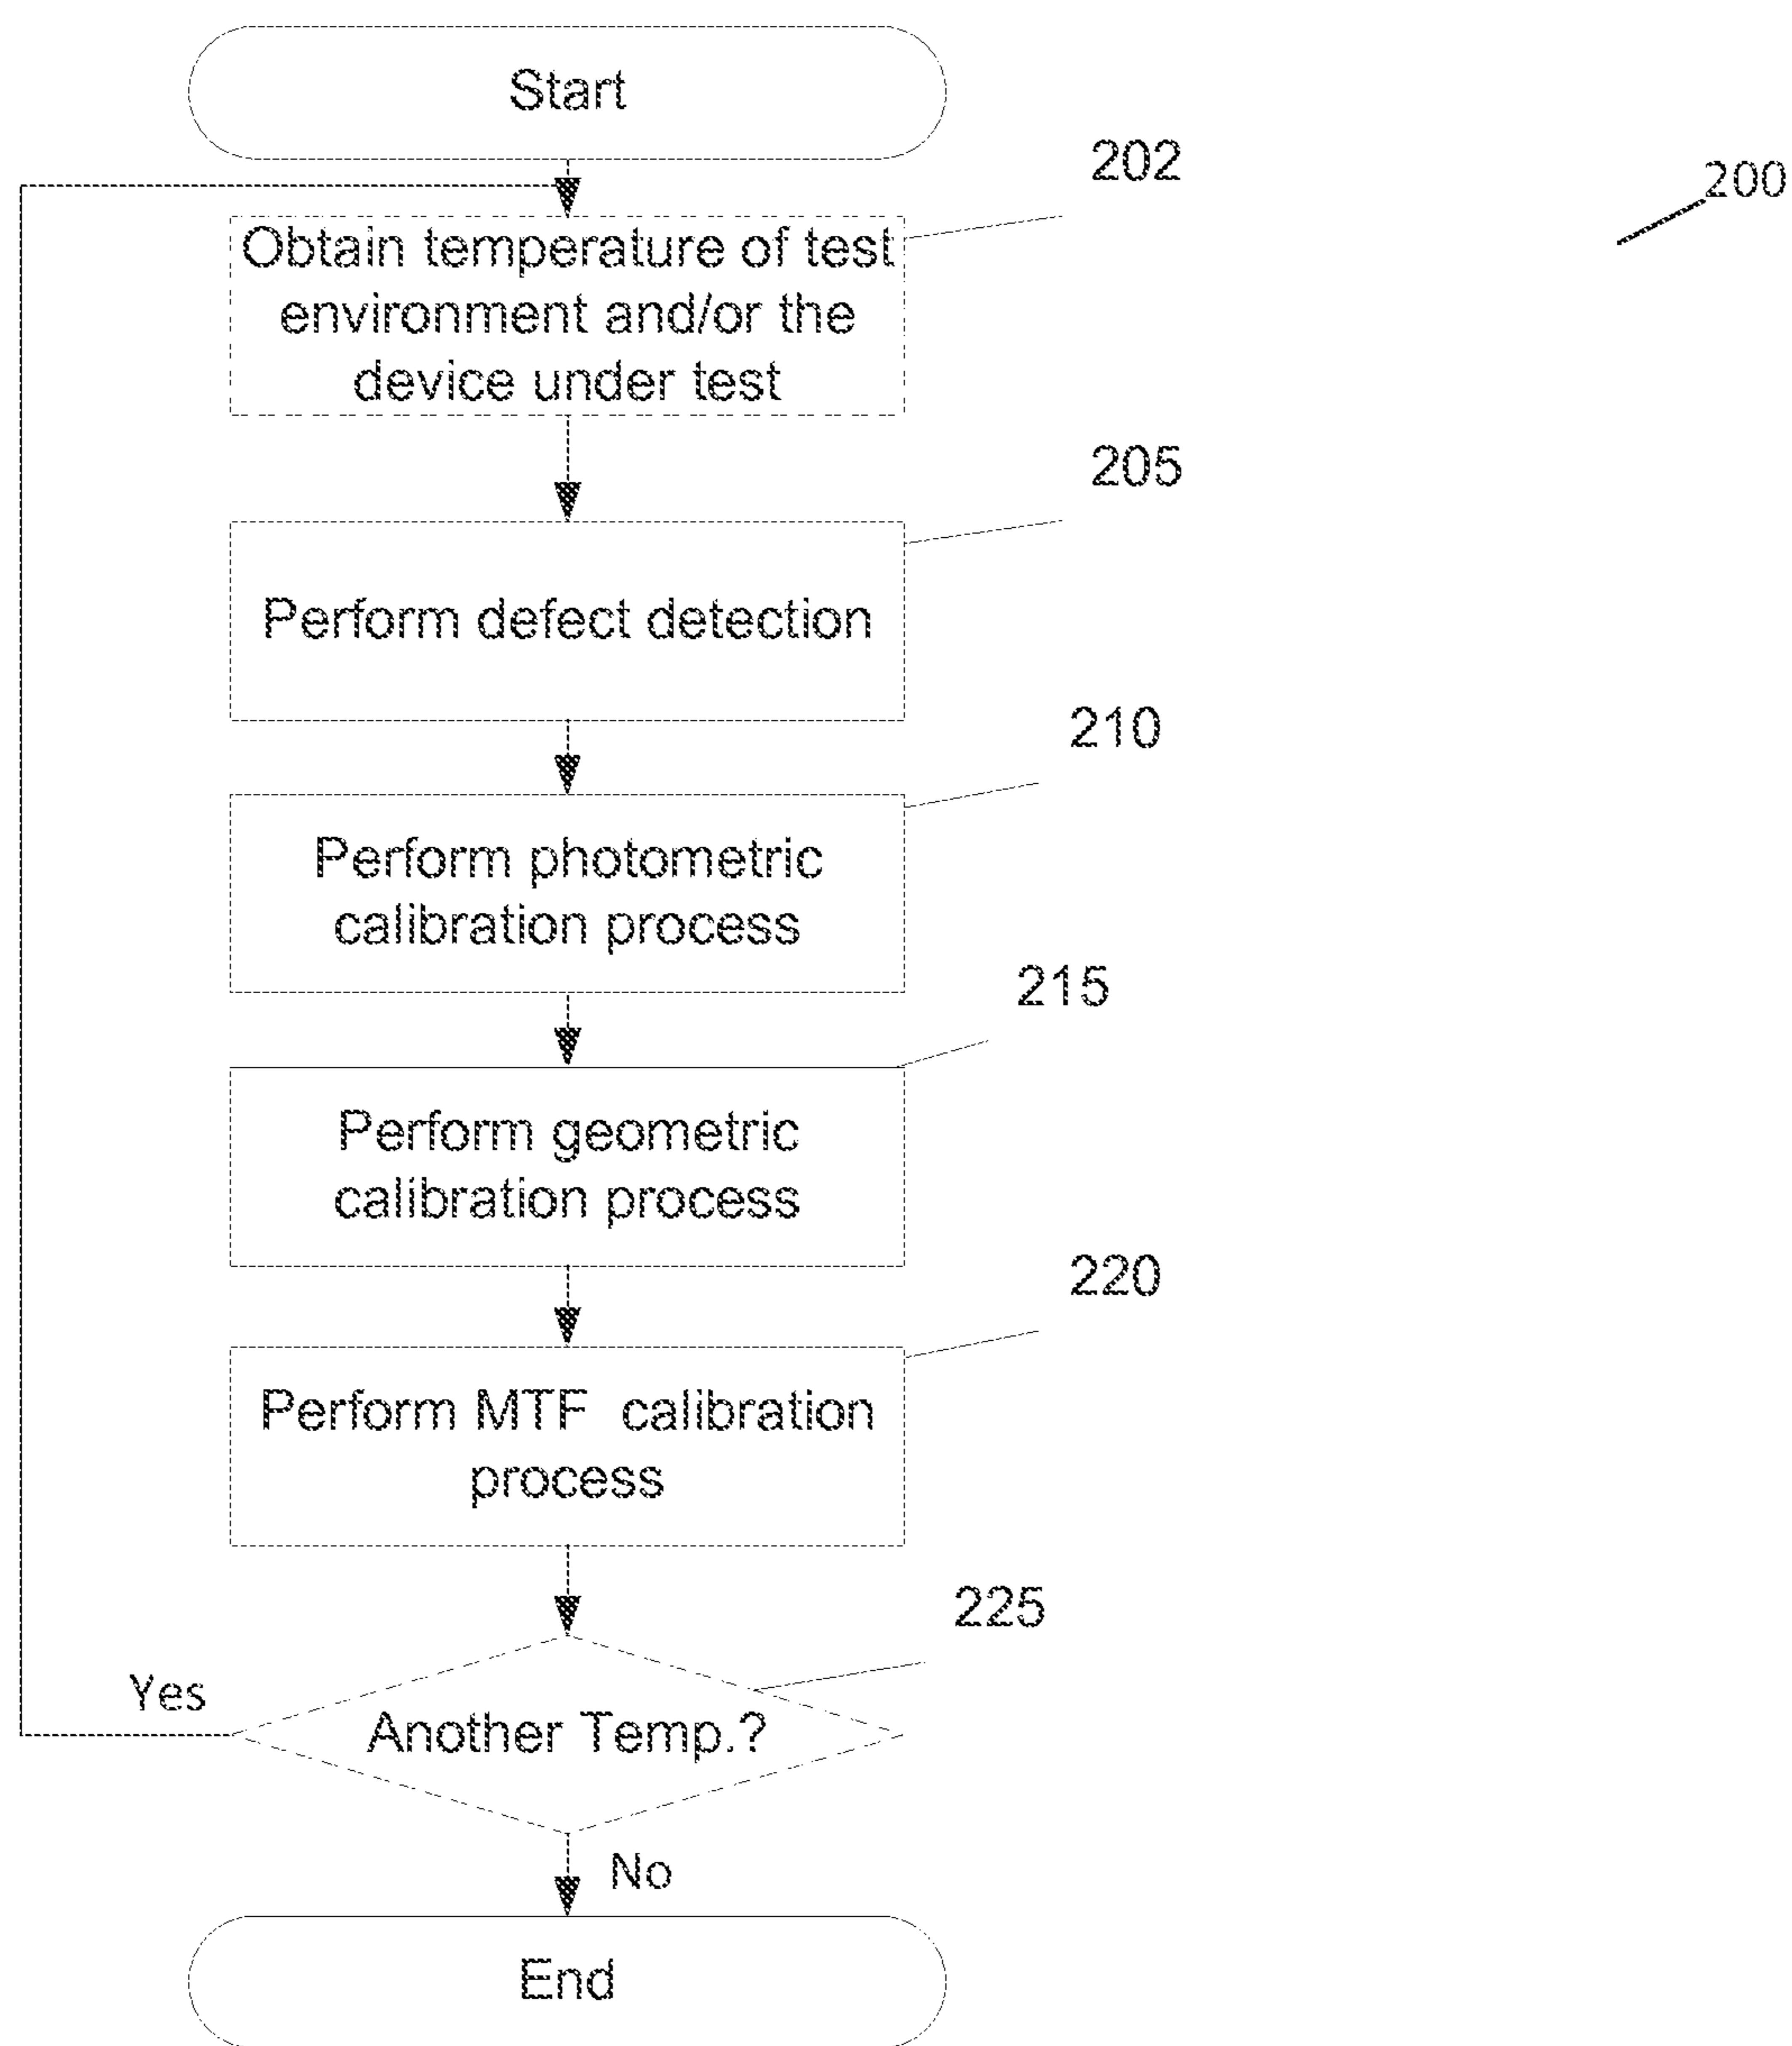 Start
202
200
Obtain temperature of test
environment and/or the
device under test
205
Perform defect detection
210
Perform photometric
calibration process
215
Perform geometric
calibration process
220
Perform MTF calibration
process
225
Yes
Another Temp.?
No
End